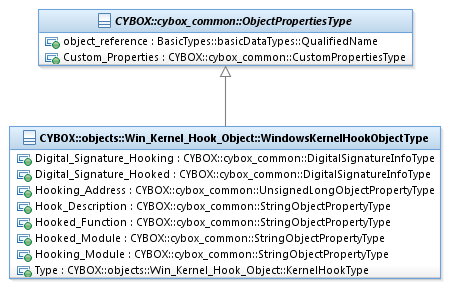 CYBOX::cybox_common::ObjectPropertiesType
object_reference : BasicTypes::basicDataTypes::QualifiedName
Custom_Properties : CYBOX::cybox_common::CustomPropertiesType
CYBOX::objects::Win_Kernel_Hook_Object::WindowsKernelHookObjectType
Digital_Signature_Hooking : CYBOX::cybox_common::DigitalSignatureInfoType
Digital_Signature_Hooked : CYBOX::cybox_common::DigitalSignatureInfoType
Hooking_Address : CYBOX::cybox_common::UnsignedLongObjectPropertyType
Hook_Description : CYBOX::cybox_common::StringObjectPropertyType
Hooked_Function : CYBOX::cybox_common::StringObjectPropertyType
Hooked_Module : CYBOX::cybox_common::StringObjectPropertyType
Hooking_Module : CYBOX::cybox_common::StringObjectPropertyType
Type : CYBOX::objects::Win_Kernel_Hook_Object::KernelHookType